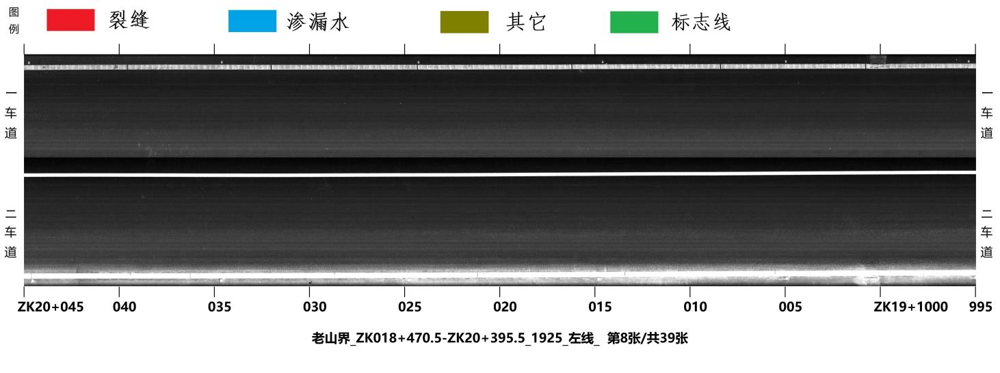 图例
裂缝 渗漏水 其它 标志线
一车道 一车道
二车道 二车道
ZK20+045 040 035 030 025 020 015 010 005 ZK19+1000 995
老山界_ZK018+470.5-ZK20+395.5_1925_左线_ 第8张/共39张